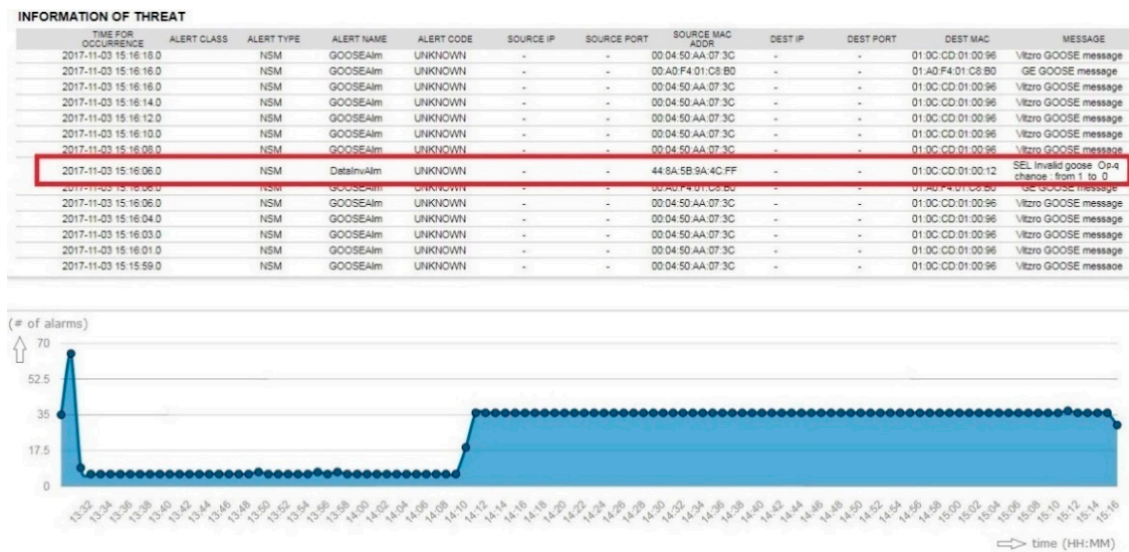 INFORMATION OF THREAT
TIME FOR OCCURRENCE ALERT CLASS ALERT TYPE ALERT NAME ALERT CODE SOURCE IP SOURCE PORT SOURCE MAC ADDR DEST IP DEST PORT DEST MAC MESSAGE
2017-11-03 15:16:18.0 NSM GOOSEAlm UNKNOWN - - 00:04:50:AA:07:3C - - 01:0C:CD:01:00:96 Vitzro GOOSE message
2017-11-03 15:16:16.0 NSM GOOSEAlm UNKNOWN - - 00:A0:F4:01:C8:B0 - - 01:A0:F4:01:C8:B0 GE GOOSE message
2017-11-03 15:16:16.0 NSM GOOSEAlm UNKNOWN - - 00:04:50:AA:07:3C - - 01:0C:CD:01:00:96 Vitzro GOOSE message
2017-11-03 15:16:14.0 NSM GOOSEAlm UNKNOWN - - 00:04:50:AA:07:3C - - 01:0C:CD:01:00:96 Vitzro GOOSE message
2017-11-03 15:16:12.0 NSM GOOSEAlm UNKNOWN - - 00:04:50:AA:07:3C - - 01:0C:CD:01:00:96 Vitzro GOOSE message
2017-11-03 15:16:10.0 NSM GOOSEAlm UNKNOWN - - 00:04:50:AA:07:3C - - 01:0C:CD:01:00:96 Vitzro GOOSE message
2017-11-03 15:16:08.0 NSM GOOSEAlm UNKNOWN - - 00:04:50:AA:07:3C - - 01:0C:CD:01:00:96 Vitzro GOOSE message
2017-11-03 15:16:06.0 NSM DataInvAlm UNKNOWN - - 44:8A:5B:9A:4C:FF - - 01:0C:CD:01:00:12 SEL Invalid goose Op.q
change : from 1 to 0
2017-11-03 15:16:06.0 NSM GOOSEAlm UNKNOWN - - 00:A0:F4:01:C8:B0 - - 01:A0:F4:01:C8:B0 GE GOOSE message
2017-11-03 15:16:06.0 NSM GOOSEAlm UNKNOWN - - 00:04:50:AA:07:3C - - 01:0C:CD:01:00:96 Vitzro GOOSE message
2017-11-03 15:16:04.0 NSM GOOSEAlm UNKNOWN - - 00:04:50:AA:07:3C - - 01:0C:CD:01:00:96 Vitzro GOOSE message
2017-11-03 15:16:03.0 NSM GOOSEAlm UNKNOWN - - 00:04:50:AA:07:3C - - 01:0C:CD:01:00:96 Vitzro GOOSE message
2017-11-03 15:16:01.0 NSM GOOSEAlm UNKNOWN - - 00:04:50:AA:07:3C - - 01:0C:CD:01:00:96 Vitzro GOOSE message
2017-11-03 15:15:59.0 NSM GOOSEAlm UNKNOWN - - 00:04:50:AA:07:3C - - 01:0C:CD:01:00:96 Vitzro GOOSE message
(# of alarms)
70
52.5
35
17.5
0
13:32 13:34 13:36 13:38 13:40 13:42 13:44 13:46 13:48 13:50 13:52 13:54 13:56 13:58 14:00 14:02 14:04 14:06 14:08 14:10 14:12 14:14 14:16 14:18 14:20 14:22 14:24 14:26 14:28 14:30 14:32 14:34 14:36 14:38 14:40 14:42 14:44 14:46 14:48 14:50 14:52 14:54 14:56 14:58 15:00 15:02 15:04 15:06 15:08 15:10 15:12 15:14 15:16
time (HH:MM)